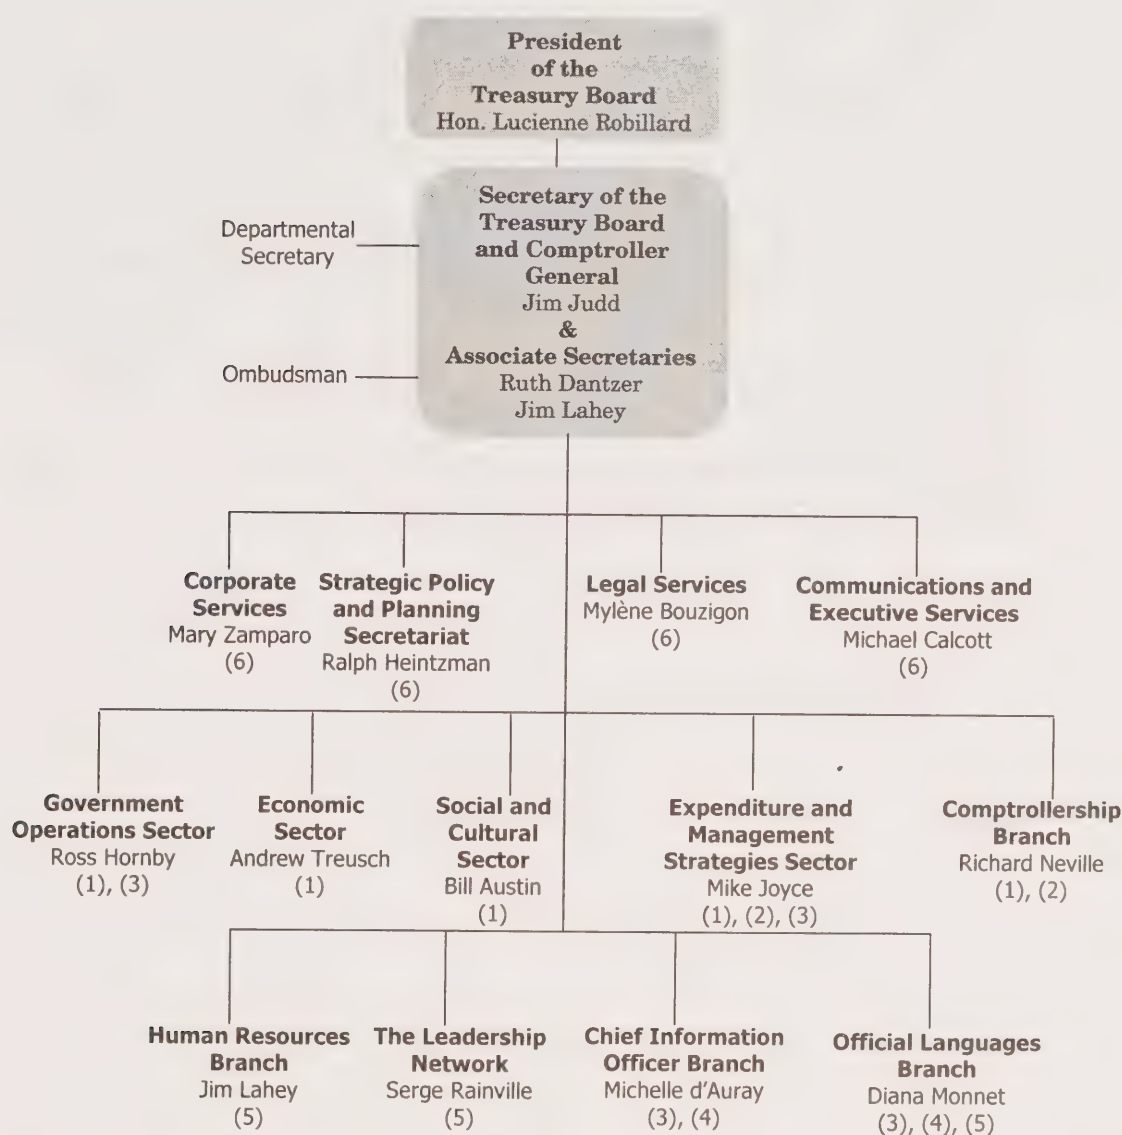 President
of the
Treasury Board
Hon. Lucienne Robillard
Secretary of the
Treasury Board
and Comptroller
General
Jim Judd
&
Associate Secretaries
Ruth Dantzer
Jim Lahey
Departmental
Secretary
Ombudsman
Corporate
Services
Mary Zamparo
(6)
Strategic Policy
and Planning
Secretariat
Ralph Heintzman
(6)
Legal Services
Mylène Bouzigon
(6)
Communications and
Executive Services
Michael Calcott
(6)
Government
Operations Sector
Ross Hornby
(1), (3)
Economic
Sector
Andrew Treusch
(1)
Social and
Cultural
Sector
Bill Austin
(1)
Expenditure and
Management
Strategies Sector
Mike Joyce
(1), (2), (3)
Comptrollership
Branch
Richard Neville
(1), (2)
Human Resources
Branch
Jim Lahey
(5)
The Leadership
Network
Serge Rainville
(5)
Chief Information
Officer Branch
Michelle d'Auray
(3), (4)
Official Languages
Branch
Diana Monnet
(3), (4), (5)